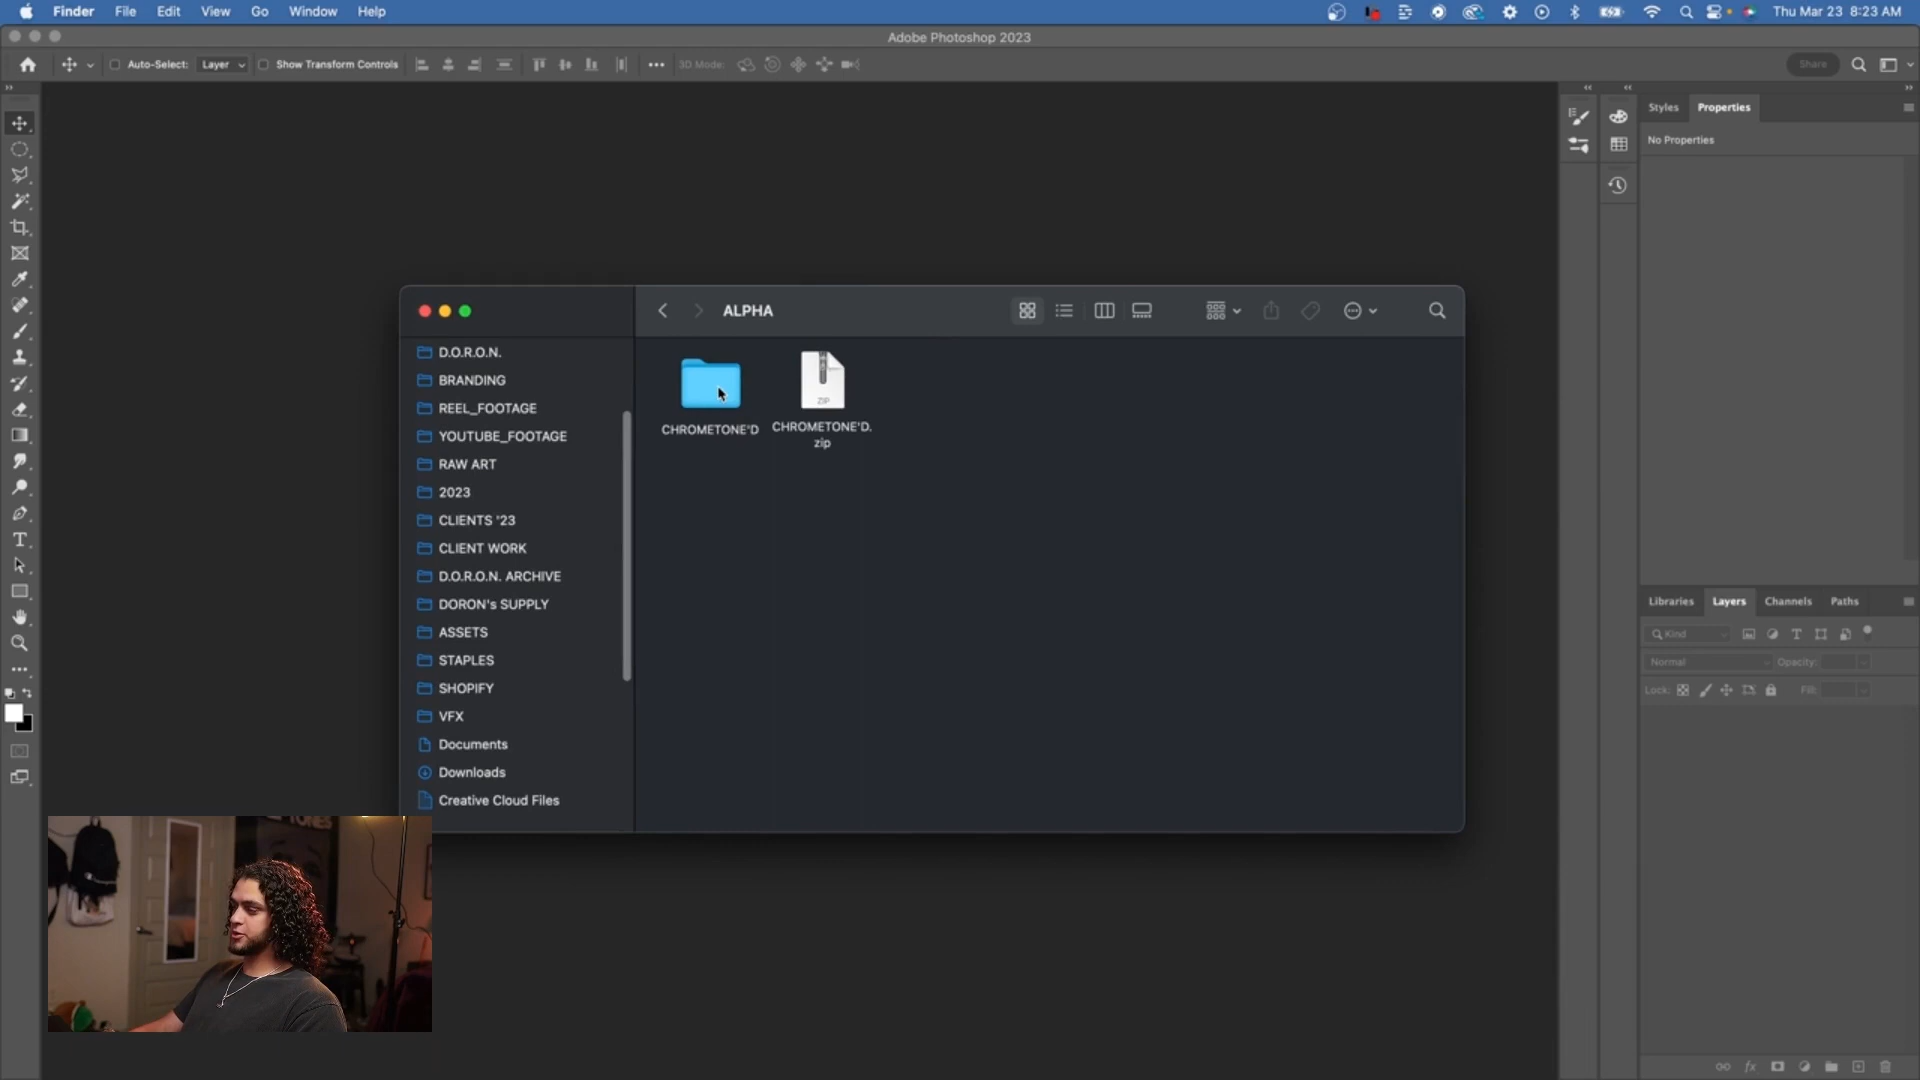 Finder File Edit View Go Window Help
Thu Mar 23 8:23 AM
Adobe Photoshop 2023
Auto-Select: Layer Show Transform Controls
3D Mode:
Share
Styles Properties
No Properties
ALPHA
D.O.R.O.N.
BRANDING
REEL_FOOTAGE
YOUTUBE_FOOTAGE
RAW ART
2023
CLIENTS '23
CLIENT WORK
D.O.R.O.N. ARCHIVE
DORON's SUPPLY
ASSETS
STAPLES
SHOPIFY
VFX
Documents
Downloads
Creative Cloud Files
ZIP
CHROMETONE'D
CHROMETONE'D.
zip
Libraries Layers Channels Paths
Kind
Normal Opacity:
Lock: Fill:
fx